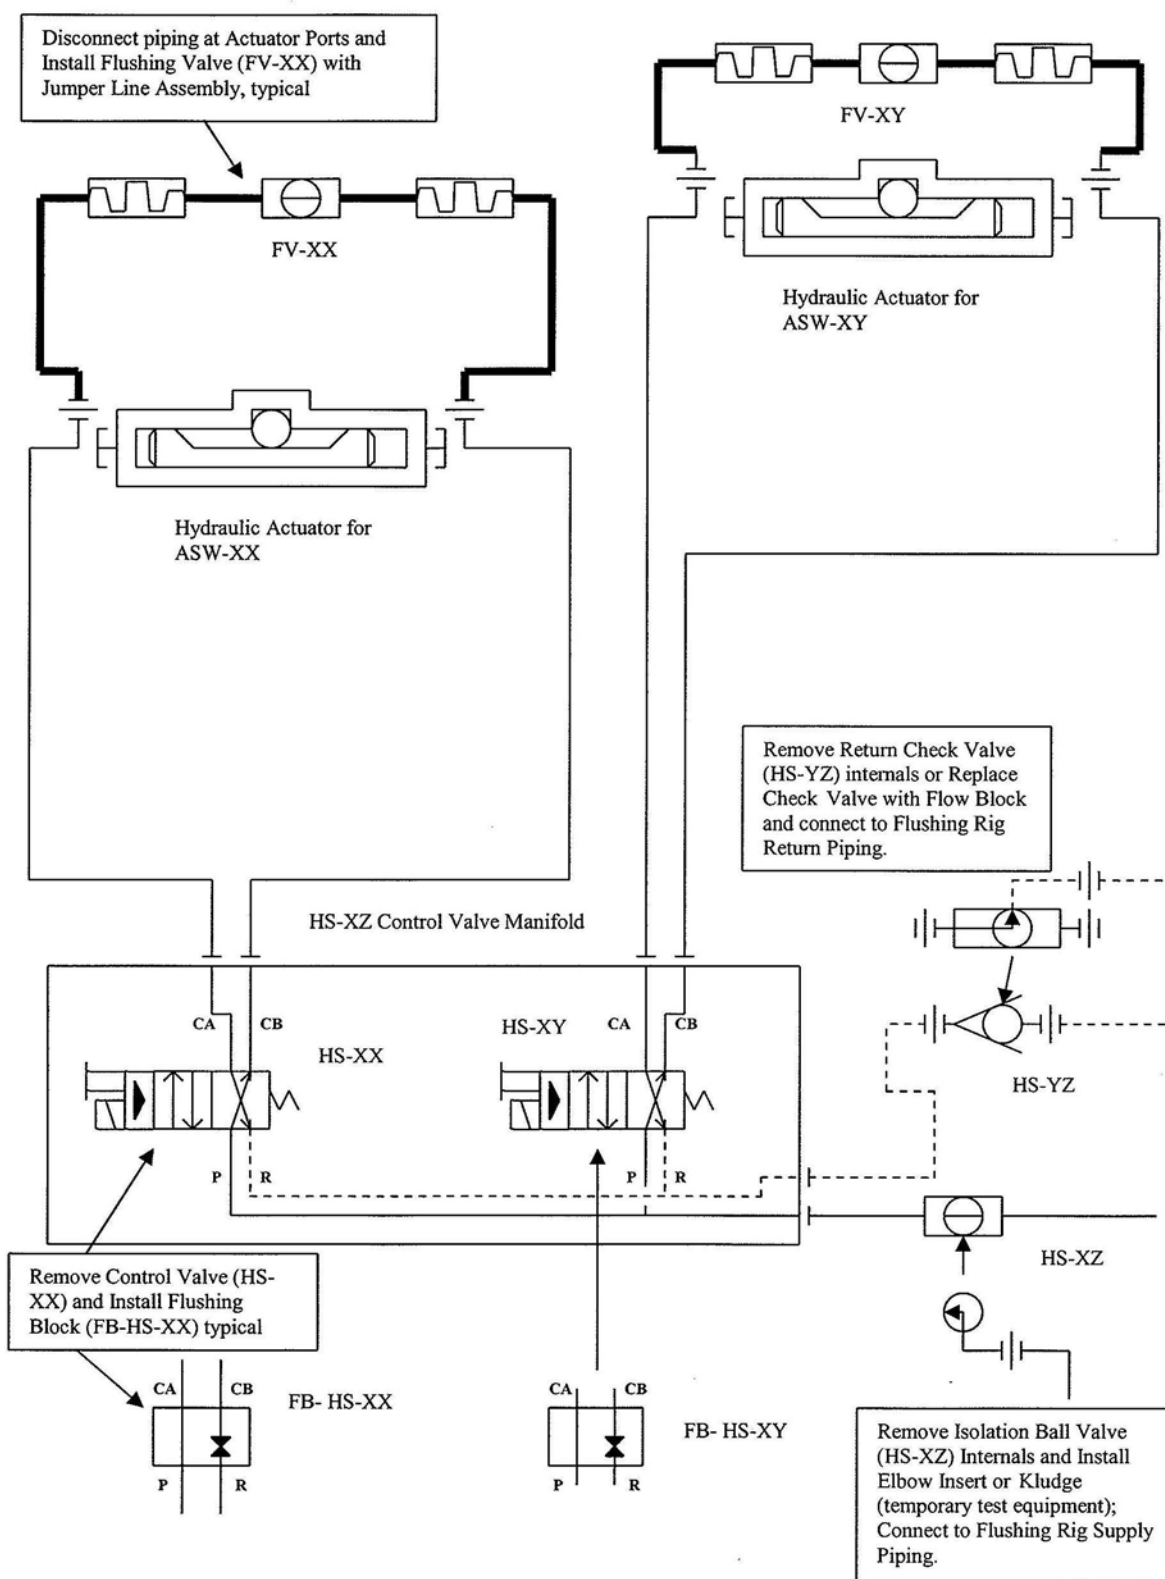 Disconnect piping at Actuator Ports and
Install Flushing Valve (FV-XX) with
Jumper Line Assembly, typical
FV-XY
FV-XX
Hydraulic Actuator for
ASW-XY
Hydraulic Actuator for
ASW-XX
Remove Return Check Valve
(HS-YZ) internals or Replace
Check Valve with Flow Block
and connect to Flushing Rig
Return Piping.
HS-XZ Control Valve Manifold
CA
CB
HS-XX
HS-XY
CA
CB
HS-YZ
P
R
P
R
HS-XZ
Remove Control Valve (HS-
XX) and Install Flushing
Block (FB-HS-XX) typical
CA
CB
FB- HS-XX
P
R
CA
CB
FB- HS-XY
P
R
Remove Isolation Ball Valve
(HS-XZ) Internals and Install
Elbow Insert or Kludge
(temporary test equipment);
Connect to Flushing Rig Supply
Piping.